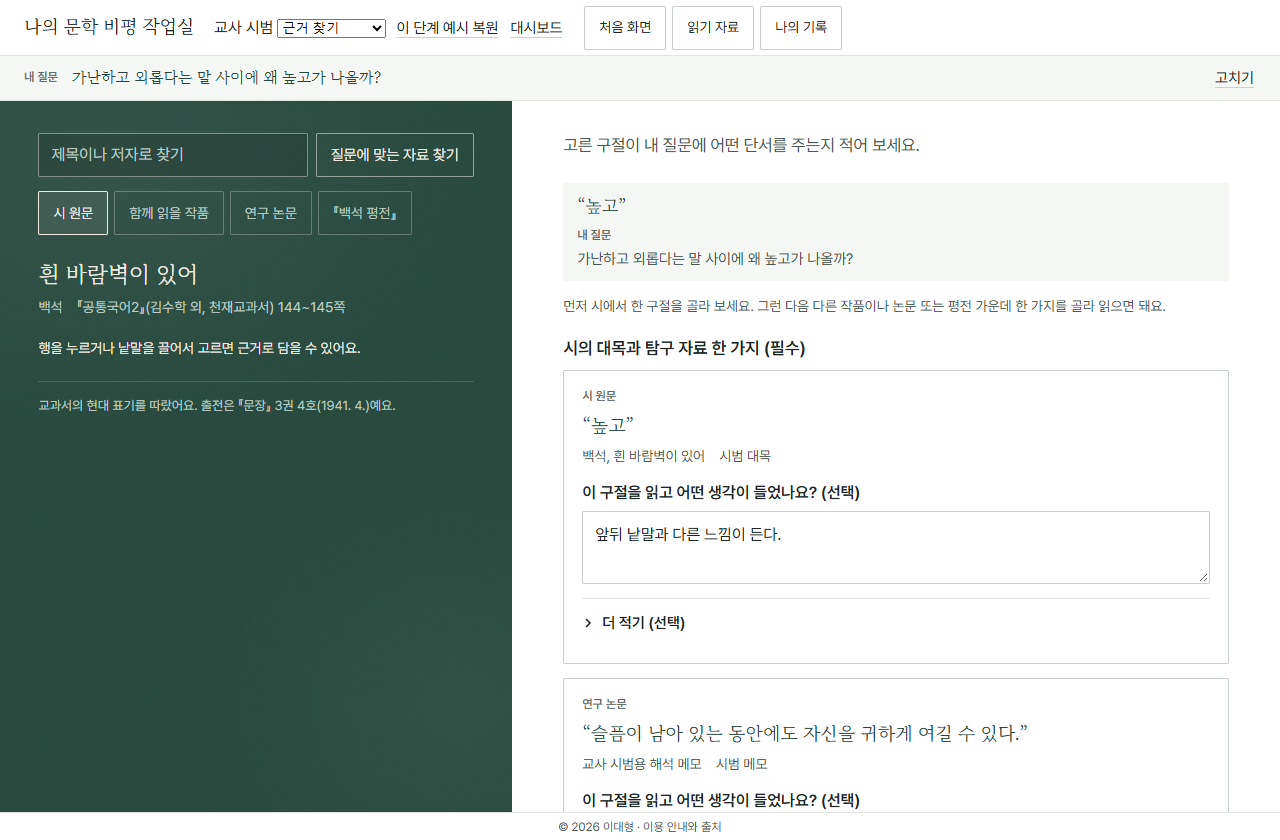 나의 문학 비평 작업실
교사 시범 근거 찾기 이 단계 예시 복원 대시보드 처음 화면 읽기 자료 나의 기록
내 질문 가난하고 외롭다는 말 사이에 왜 높고가 나올까? 고치기
제목이나 저자로 찾기 질문에 맞는 자료 찾기
시 원문 함께 읽을 작품 연구 논문 『백석 평전』
흰 바람벽이 있어
백석 『공통국어2』(김수학 외, 천재교과서) 144~145쪽
행을 누르거나 낱말을 끌어서 고르면 근거로 담을 수 있어요.
교과서의 현대 표기를 따랐어요. 출전은 『문장』 3권 4호(1941. 4.)예요.
고른 구절이 내 질문에 어떤 단서를 주는지 적어 보세요.
“높고”
내 질문
가난하고 외롭다는 말 사이에 왜 높고가 나올까?
먼저 시에서 한 구절을 골라 보세요. 그런 다음 다른 작품이나 논문 또는 평전 가운데 한 가지를 골라 읽으면 돼요.
시의 대목과 탐구 자료 한 가지 (필수)
시 원문
“높고”
백석, 흰 바람벽이 있어 시범 대목
이 구절을 읽고 어떤 생각이 들었나요? (선택)
앞뒤 낱말과 다른 느낌이 든다.
더 적기 (선택)
연구 논문
“슬픔이 남아 있는 동안에도 자신을 귀하게 여길 수 있다.”
교사 시범용 해석 메모 시범 메모
이 구절을 읽고 어떤 생각이 들었나요? (선택)
© 2026 이대형 · 이용 안내와 출처